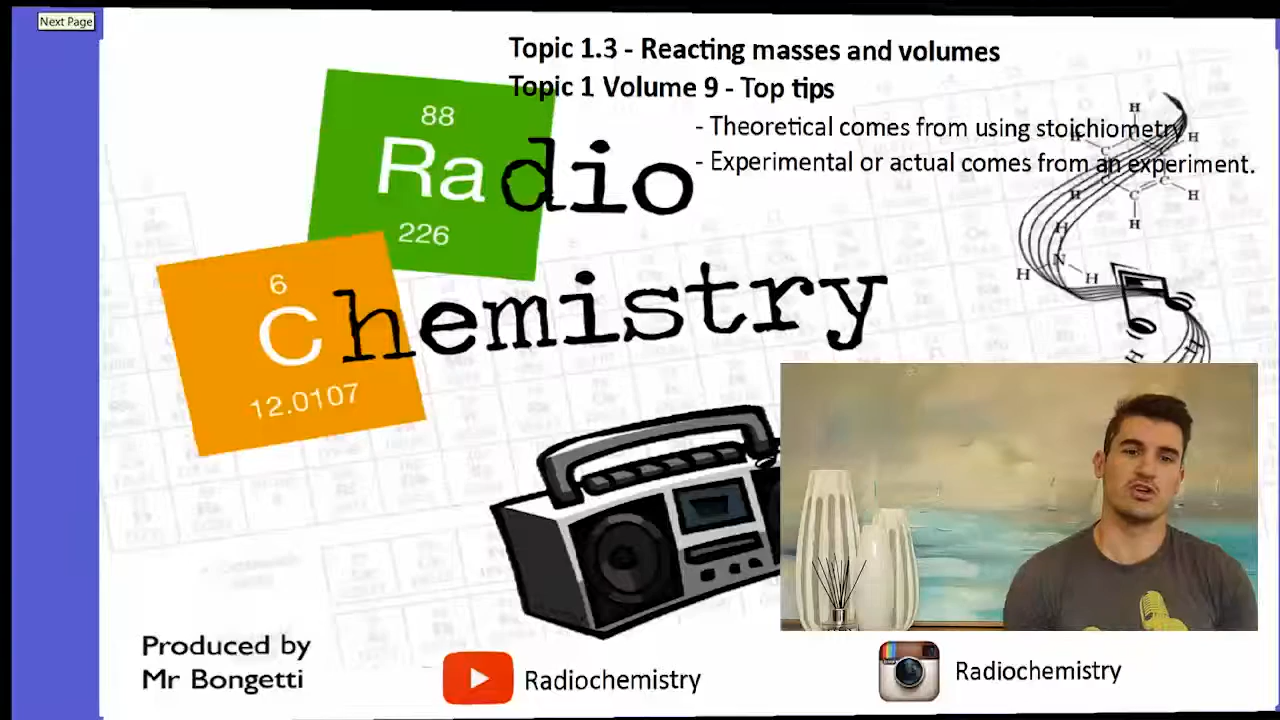 Next Page
Topic 1.3 - Reacting masses and volumes
Topic 1 Volume 9 - Top tips
- Theoretical comes from using stoichiometry
- Experimental or actual comes from an experiment.
88
Radio
226
6
Chemistry
12.0107
H
H
H
C
H
C
H
H
H
N
H
H
H
Produced by
Mr Bongetti
Radiochemistry
Radiochemistry